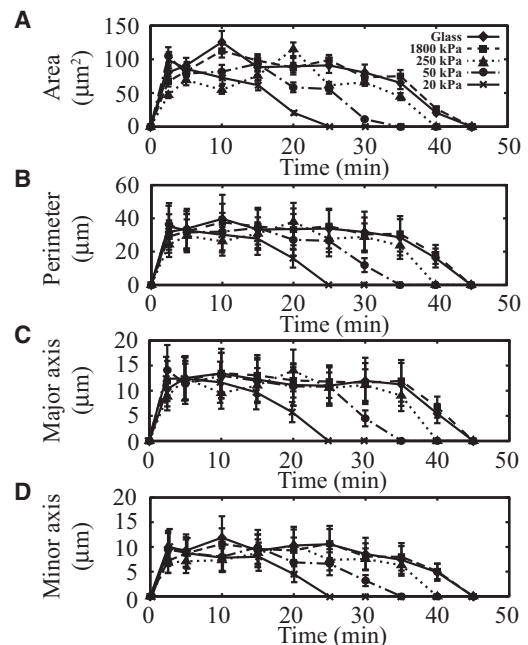 A
Area
(µm²)
150
100
50
0
Glass
1800 kPa
250 kPa
50 kPa
20 kPa
0 10 20 30 40 50
Time (min)
B
Perimeter
(µm)
60
40
20
0
0 10 20 30 40 50
Time (min)
C
Major axis
(µm)
20
15
10
5
0
0 10 20 30 40 50
Time (min)
D
Minor axis
(µm)
20
15
10
5
0
0 10 20 30 40 50
Time (min)